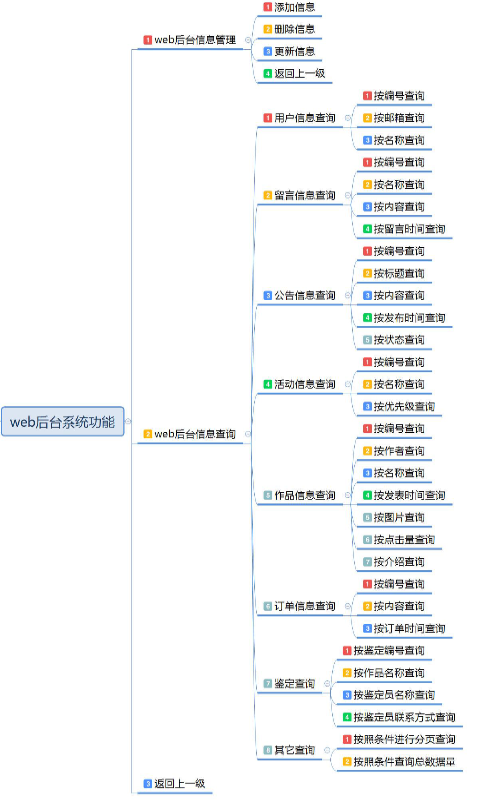 web后台系统功能
1 web后台信息管理
1 添加信息
2 删除信息
3 更新信息
4 返回上一级
2 web后台信息查询
1 用户信息查询
1 按编号查询
2 按邮箱查询
3 按名称查询
2 留言信息查询
1 按编号查询
2 按名称查询
3 按内容查询
4 按留言时间查询
3 公告信息查询
1 按编号查询
2 按标题查询
3 按内容查询
4 按发布时间查询
5 按状态查询
4 活动信息查询
1 按编号查询
2 按名称查询
3 按优先级查询
5 作品信息查询
1 按编号查询
2 按作者查询
3 按名称查询
4 按发表时间查询
5 按图片查询
6 按点击量查询
7 按介绍查询
6 订单信息查询
1 按编号查询
2 按内容查询
3 按订单时间查询
7 鉴定查询
1 按鉴定编号查询
2 按作品名称查询
3 按鉴定员名称查询
4 按鉴定员联系方式查询
8 其它查询
1 按照条件进行分页查询
2 按照条件查询总数据量
3 返回上一级